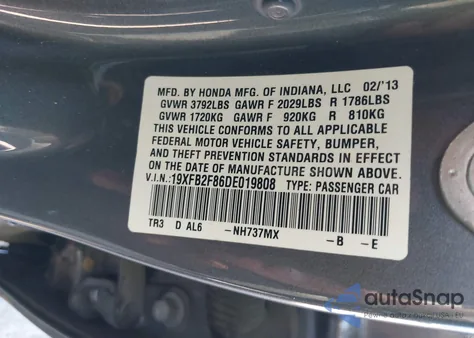 MFD. BY HONDA MFG. OF INDIANA, LLC 02/'13
GVWR 3792LBS GAWR F 2029LBS R 1786LBS
GVWR 1720KG GAWR F 920KG R 810KG
THIS VEHICLE CONFORMS TO ALL APPLICABLE
FEDERAL MOTOR VEHICLE SAFETY, BUMPER,
AND THEFT PREVENTION STANDARDS IN EFFECT
ON THE DATE OF MANUFACTURE SHOWN ABOVE.
V.I.N.: 19XFB2F86DE019808 TYPE: PASSENGER CAR
TR3 D AL6 -NH737MX -B -E
autoSnap